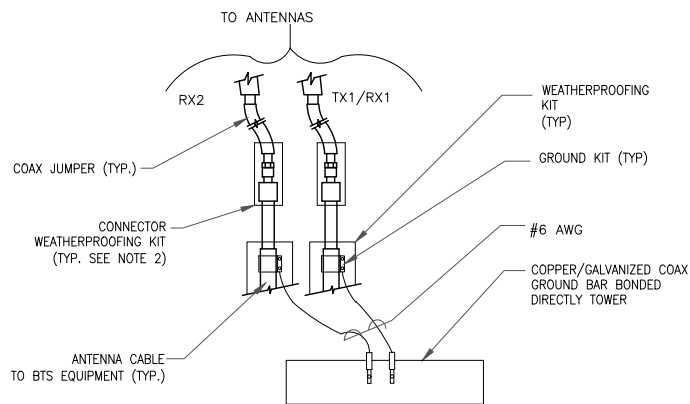 TO ANTENNAS
RX2
TX1/RX1
WEATHERPROOFING
KIT
(TYP)
COAX JUMPER (TYP.)
GROUND KIT (TYP)
CONNECTOR
WEATHERPROOFING KIT
(TYP. SEE NOTE 2)
#6 AWG
COPPER/GALVANIZED COAX
GROUND BAR BONDED
DIRECTLY TOWER
ANTENNA CABLE
TO BTS EQUIPMENT (TYP.)